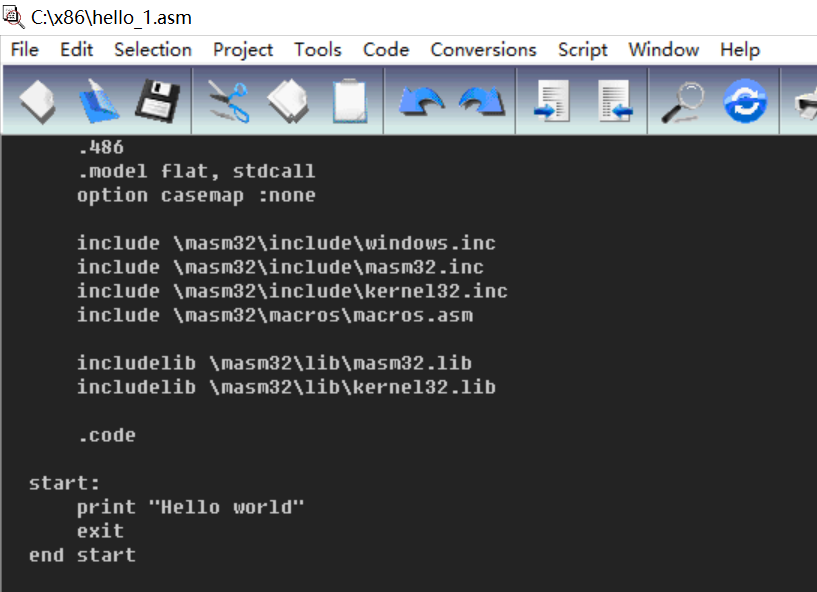 C:\x86\hello_1.asm
File Edit Selection Project Tools Code Conversions Script Window Help
.486
.model flat, stdcall
option casemap :none
include \masm32\include\windows.inc
include \masm32\include\masm32.inc
include \masm32\include\kernel32.inc
include \masm32\macros\macros.asm
includelib \masm32\lib\masm32.lib
includelib \masm32\lib\kernel32.lib
.code
start:
print "Hello world"
exit
end start